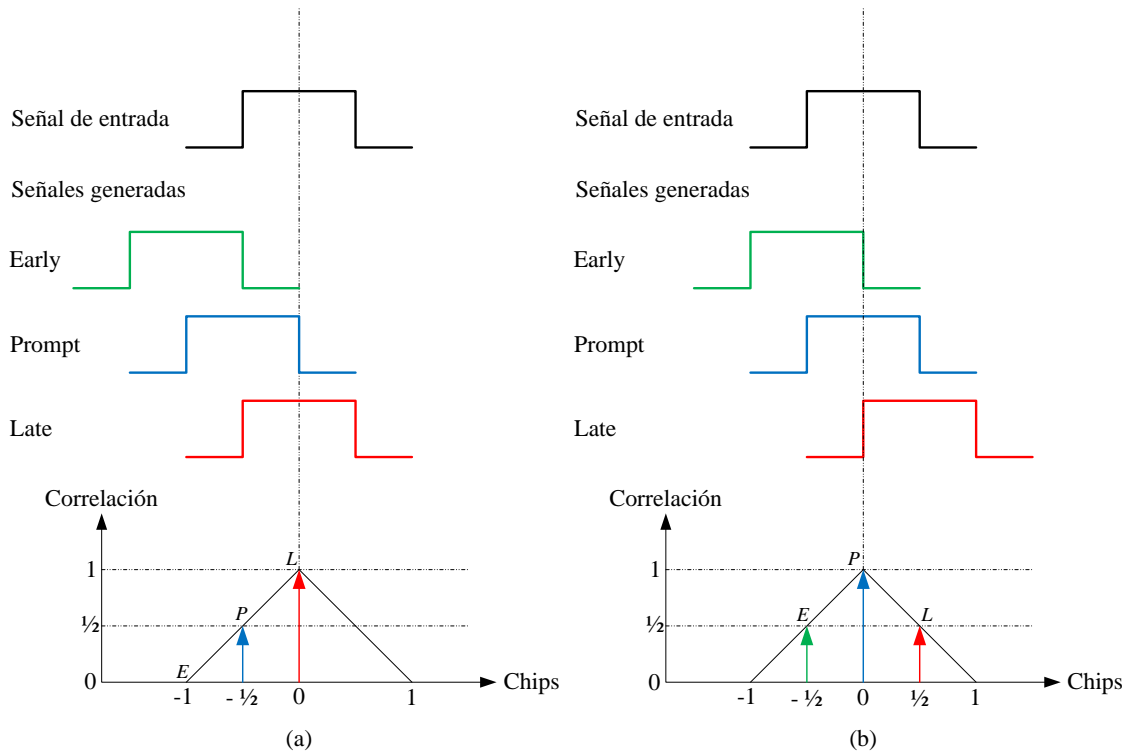 Señal de entrada
Señales generadas
Early
Prompt
Late
Correlación
L
1
P
½
E
0
-1
- ½
0
1
Chips
(a)
Señal de entrada
Señales generadas
Early
Prompt
Late
Correlación
P
1
E
L
½
0
-1
- ½
0
½
1
Chips
(b)